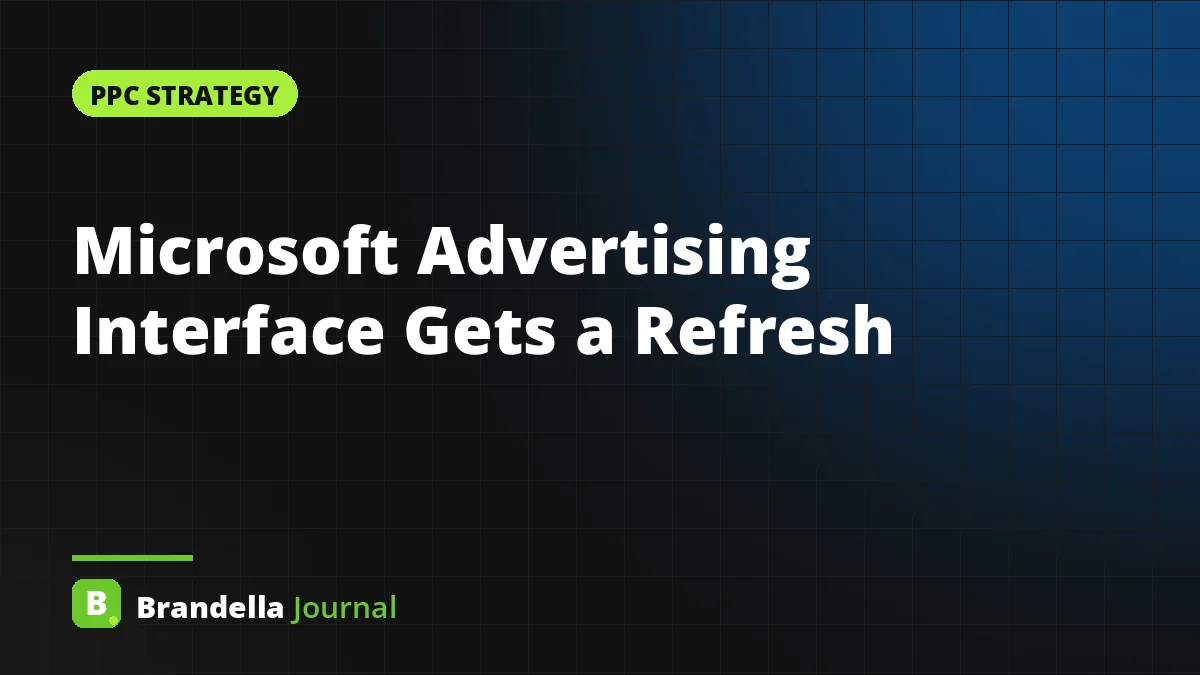 PPC STRATEGY
Microsoft Advertising
Interface Gets a Refresh
B
Brandella Journal